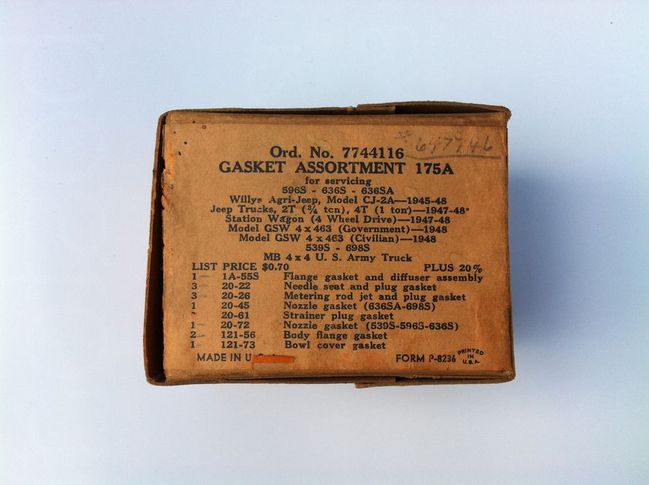 Ord. No. 7744116
# 647746
GASKET ASSORTMENT 175A
for servicing
596S - 636S - 636SA
Willys Agri-Jeep, Model CJ-2A—1945-48
Jeep Trucks, 2T (¾ ton), 4T (1 ton)—1947-48
Station Wagon (4 Wheel Drive)—1947-48
Model GSW 4 x 463 (Government)—1948
Model GSW 4 x 463 (Civilian)—1948
539S - 698S
MB 4 x 4 U. S. Army Truck
LIST PRICE $0.70 PLUS 20%
1 1A-55S Flange gasket and diffuser assembly
3 20-22 Needle seat and plug gasket
3 20-26 Metering rod jet and plug gasket
1 20-45 Nozzle gasket (636SA-698S)
20-61 Strainer plug gasket
1 20-72 Nozzle gasket (539S-596S-636S)
2 121-56 Body flange gasket
1 121-73 Bowl cover gasket
MADE IN U FORM P-8236 PRINTED IN U.S.A.